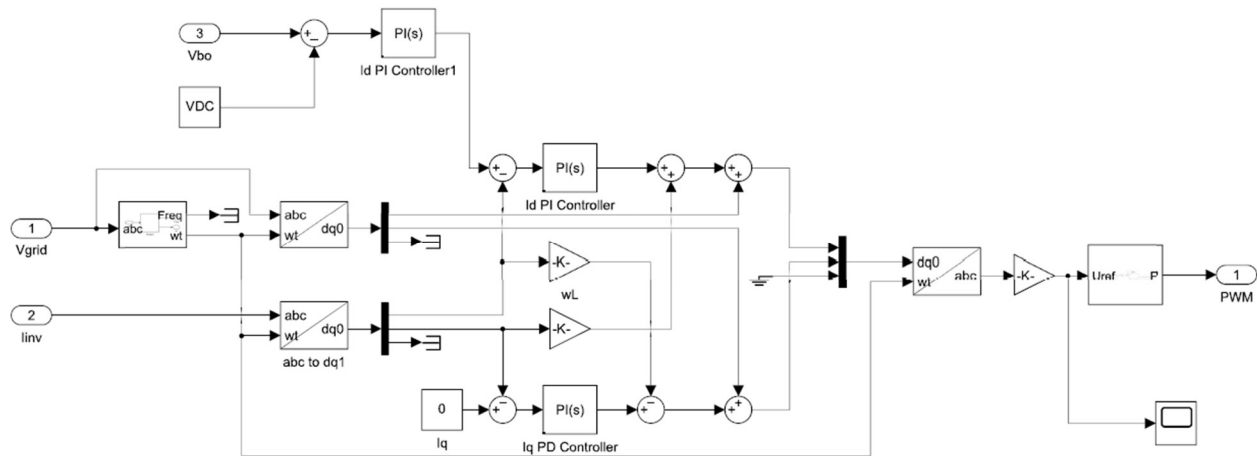 3
Vbo
+
−
PI(s)
Id PI Controller1
VDC
+
−
PI(s)
Id PI Controller
+
+
+
+
1
Vgrid
abc
Freq
wt
abc
wt
dq0
-K-
wL
-K-
2
Iinv
abc
wt
dq0
abc to dq1
0
Iq
+
−
PI(s)
Iq PD Controller
+
−
+
+
dq0
wt
abc
-K-
Uref
P
1
PWM